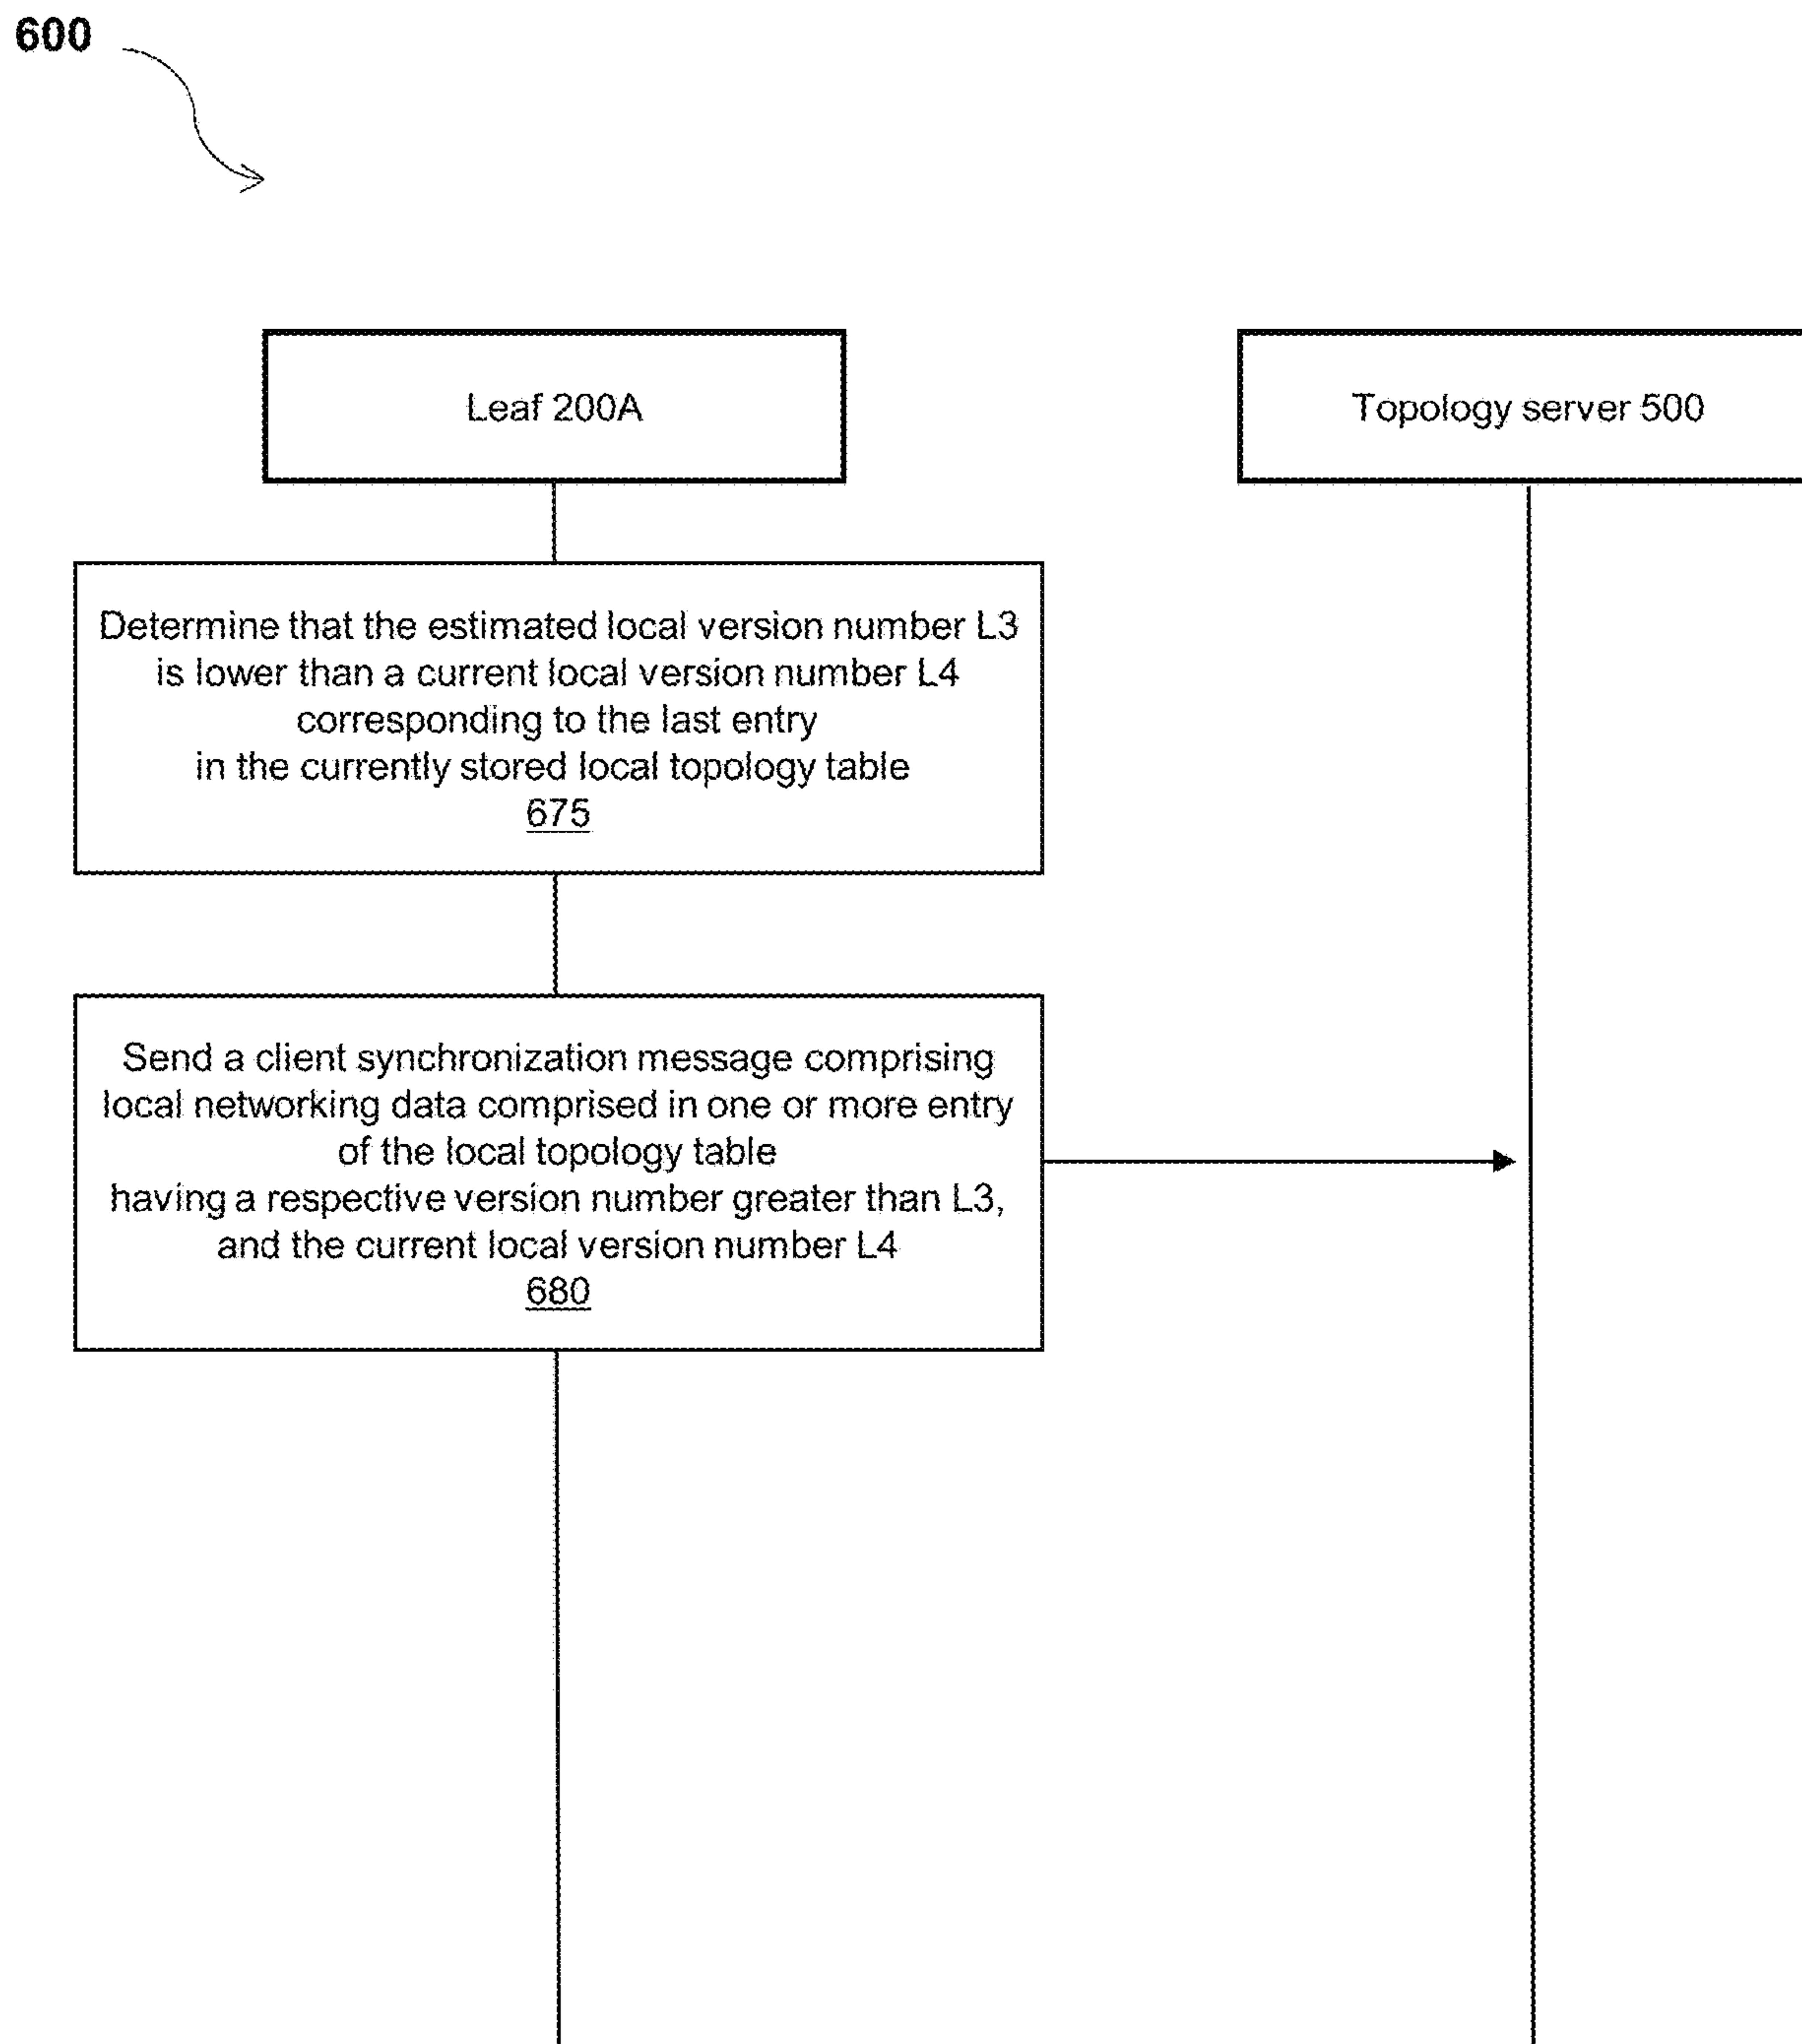 600
Leaf 200A
Topology server 500
Determine that the estimated local version number L3
is lower than a current local version number L4
corresponding to the last entry
in the currently stored local topology table
675
Send a client synchronization message comprising
local networking data comprised in one or more entry
of the local topology table
having a respective version number greater than L3,
and the current local version number L4
680